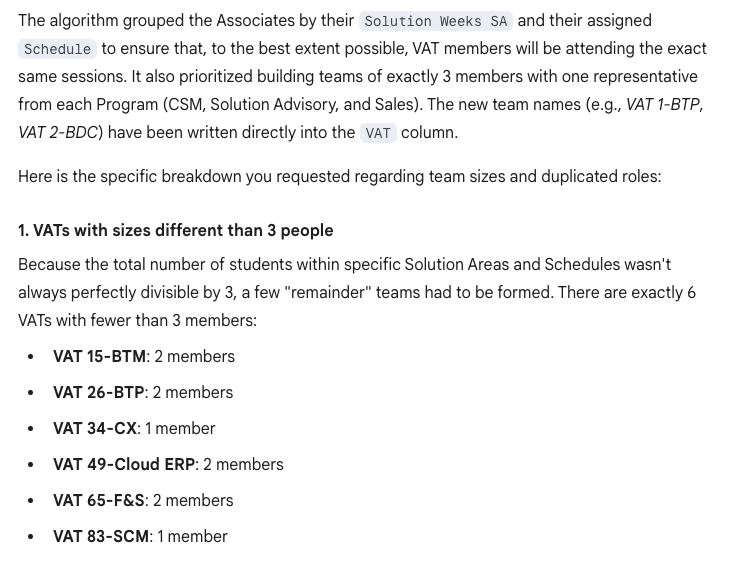 The algorithm grouped the Associates by their Solution Weeks SA and their assigned
Schedule to ensure that, to the best extent possible, VAT members will be attending the exact
same sessions. It also prioritized building teams of exactly 3 members with one representative
from each Program (CSM, Solution Advisory, and Sales). The new team names (e.g., VAT 1-BTP,
VAT 2-BDC) have been written directly into the VAT column.
Here is the specific breakdown you requested regarding team sizes and duplicated roles:
1. VATs with sizes different than 3 people
Because the total number of students within specific Solution Areas and Schedules wasn't
always perfectly divisible by 3, a few "remainder" teams had to be formed. There are exactly 6
VATs with fewer than 3 members:
• VAT 15-BTM: 2 members
• VAT 26-BTP: 2 members
• VAT 34-CX: 1 member
• VAT 49-Cloud ERP: 2 members
• VAT 65-F&S: 2 members
• VAT 83-SCM: 1 member